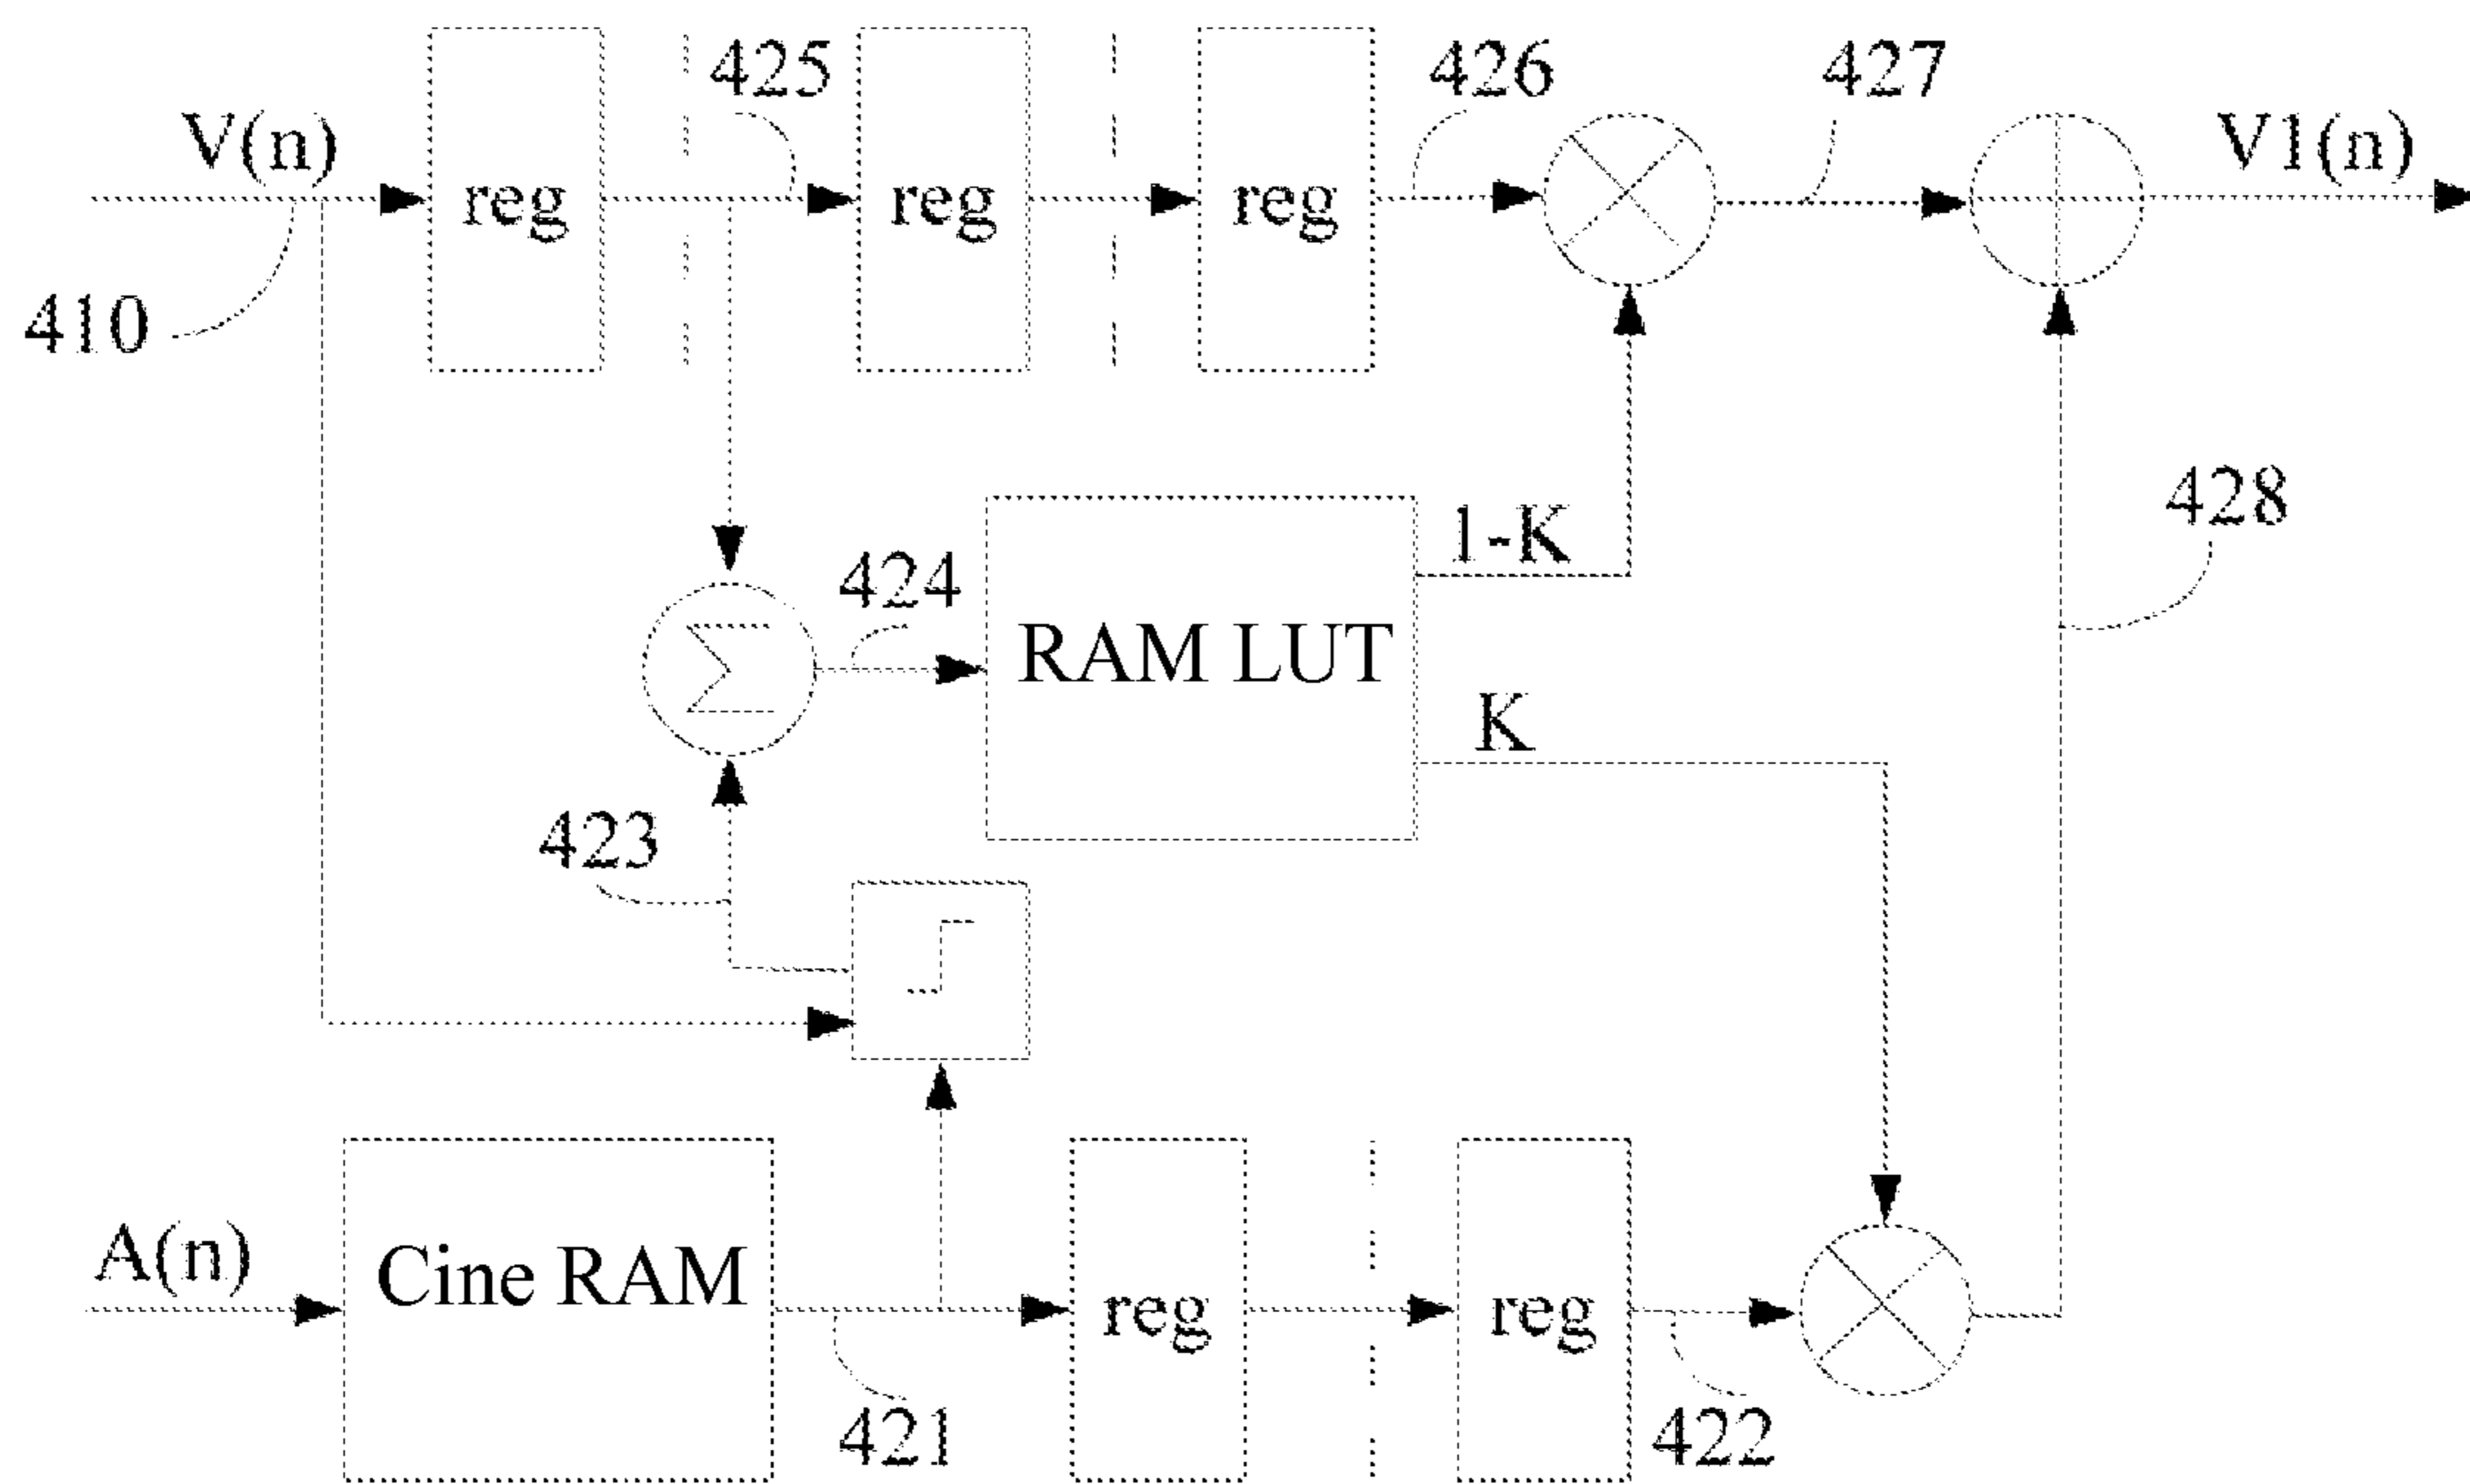 425
426
427
V(n)
V1(n)
reg
reg
reg
410
428
1-K
424
RAM LUT
K
423
A(n)
Cine RAM
reg
reg
421
422